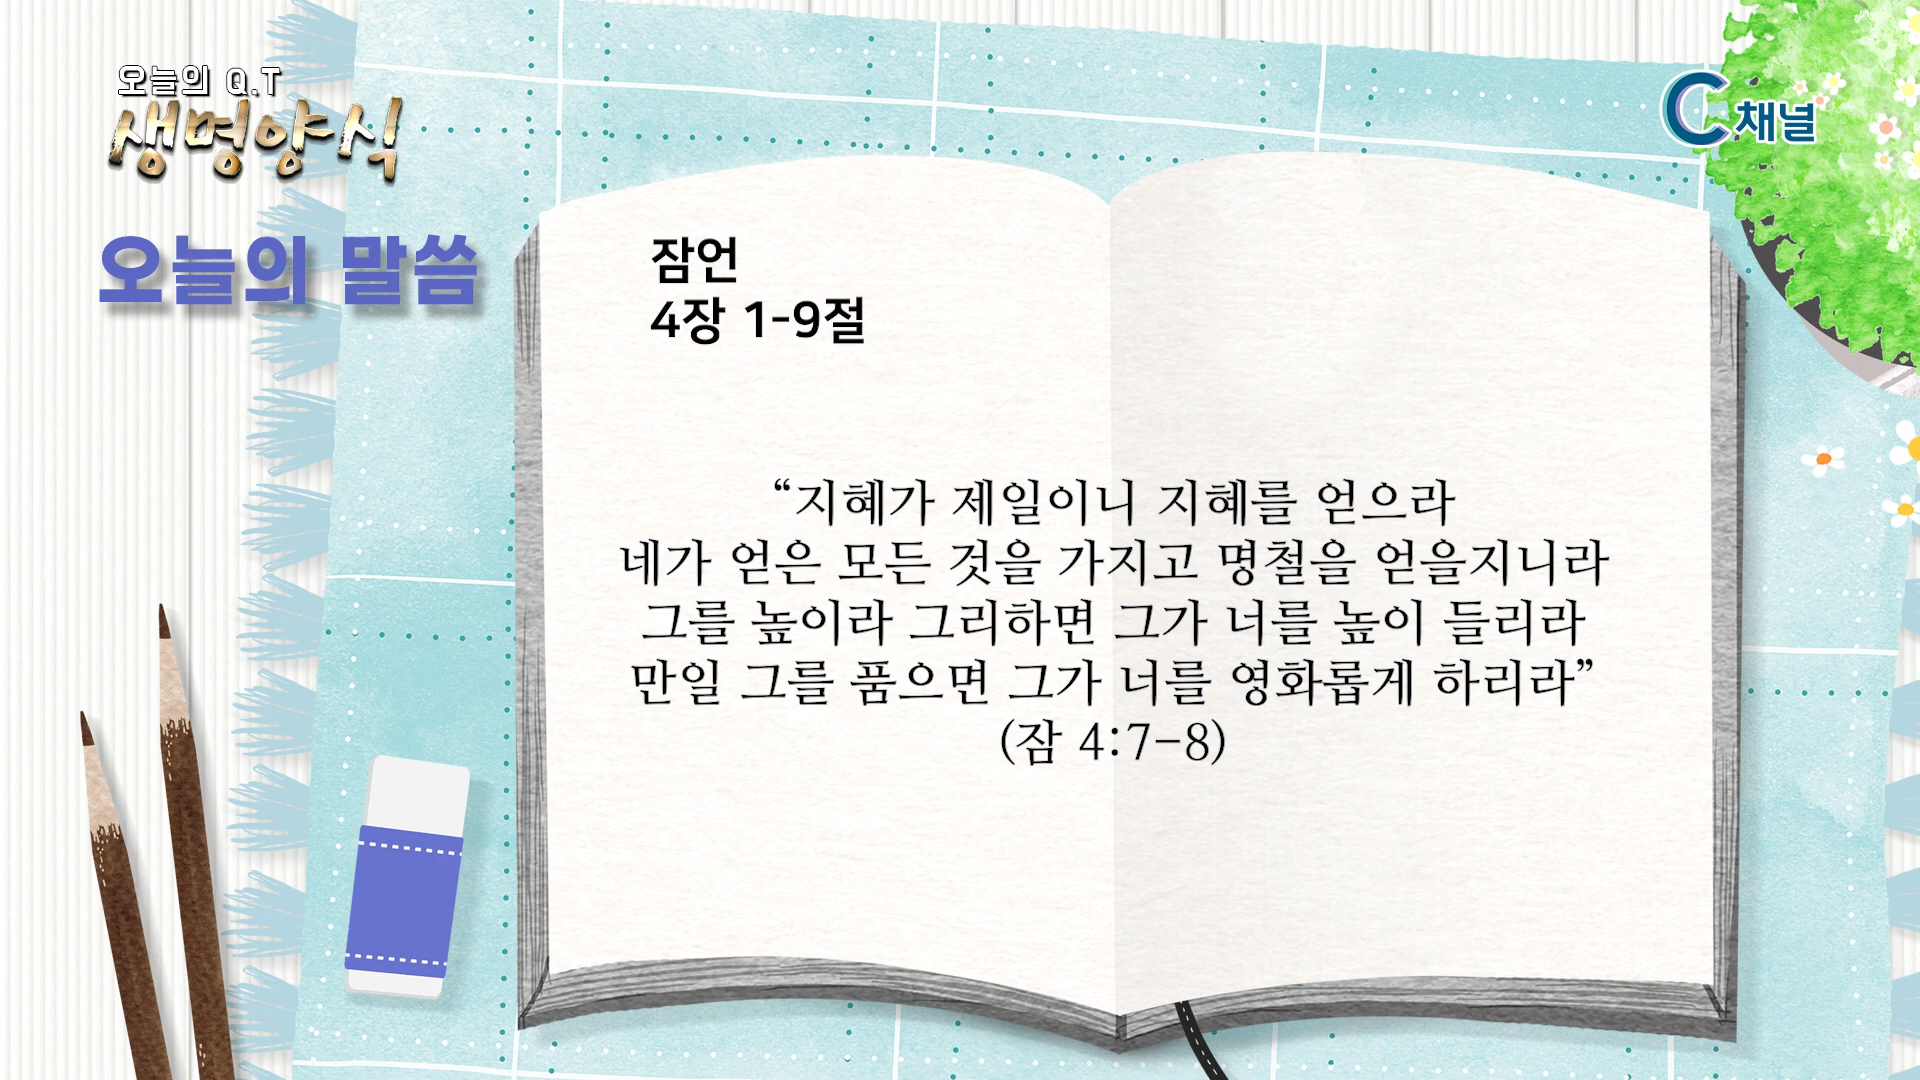 오늘의 Q.T
생명양식
C채널
오늘의 말씀
잠언
4장 1-9절
“지혜가 제일이니 지혜를 얻으라
네가 얻은 모든 것을 가지고 명철을 얻을지니라
그를 높이라 그리하면 그가 너를 높이 들리라
만일 그를 품으면 그가 너를 영화롭게 하리라”
(잠 4:7-8)